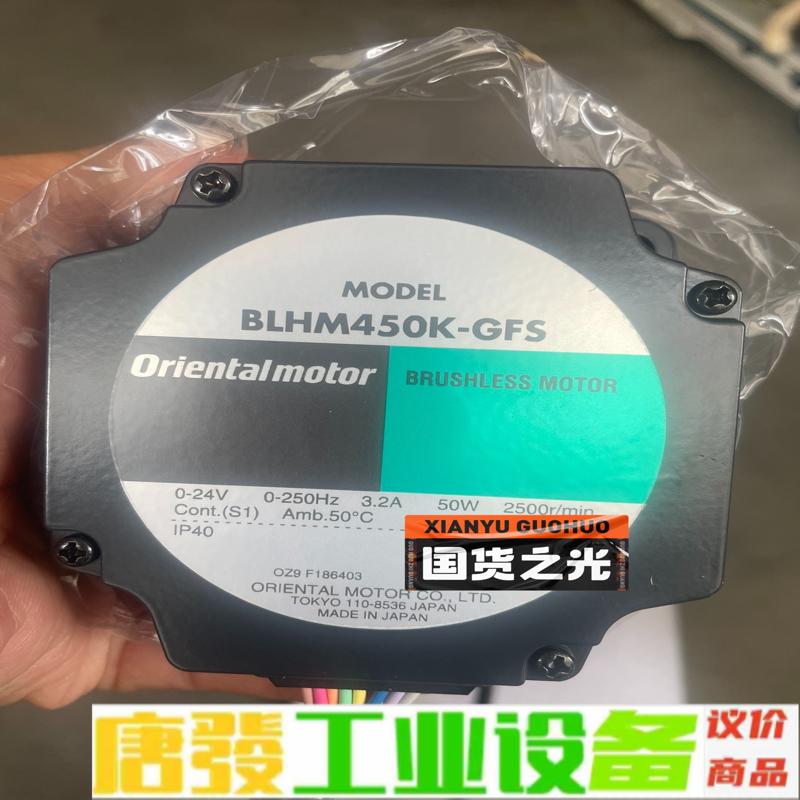 MODEL
BLHM450K-GFS
Orientalmotor
BRUSHLESS MOTOR
0-24V 0-250Hz 3.2A 50W 2500r/min
Cont.(S1) Amb.50°C
IP40
XIANYU GUOHUO
国货之光
OZ9 F186403
ORIENTAL MOTOR CO., LTD.
TOKYO 110-8536 JAPAN
MADE IN JAPAN
唐發工业设备
议价
商品